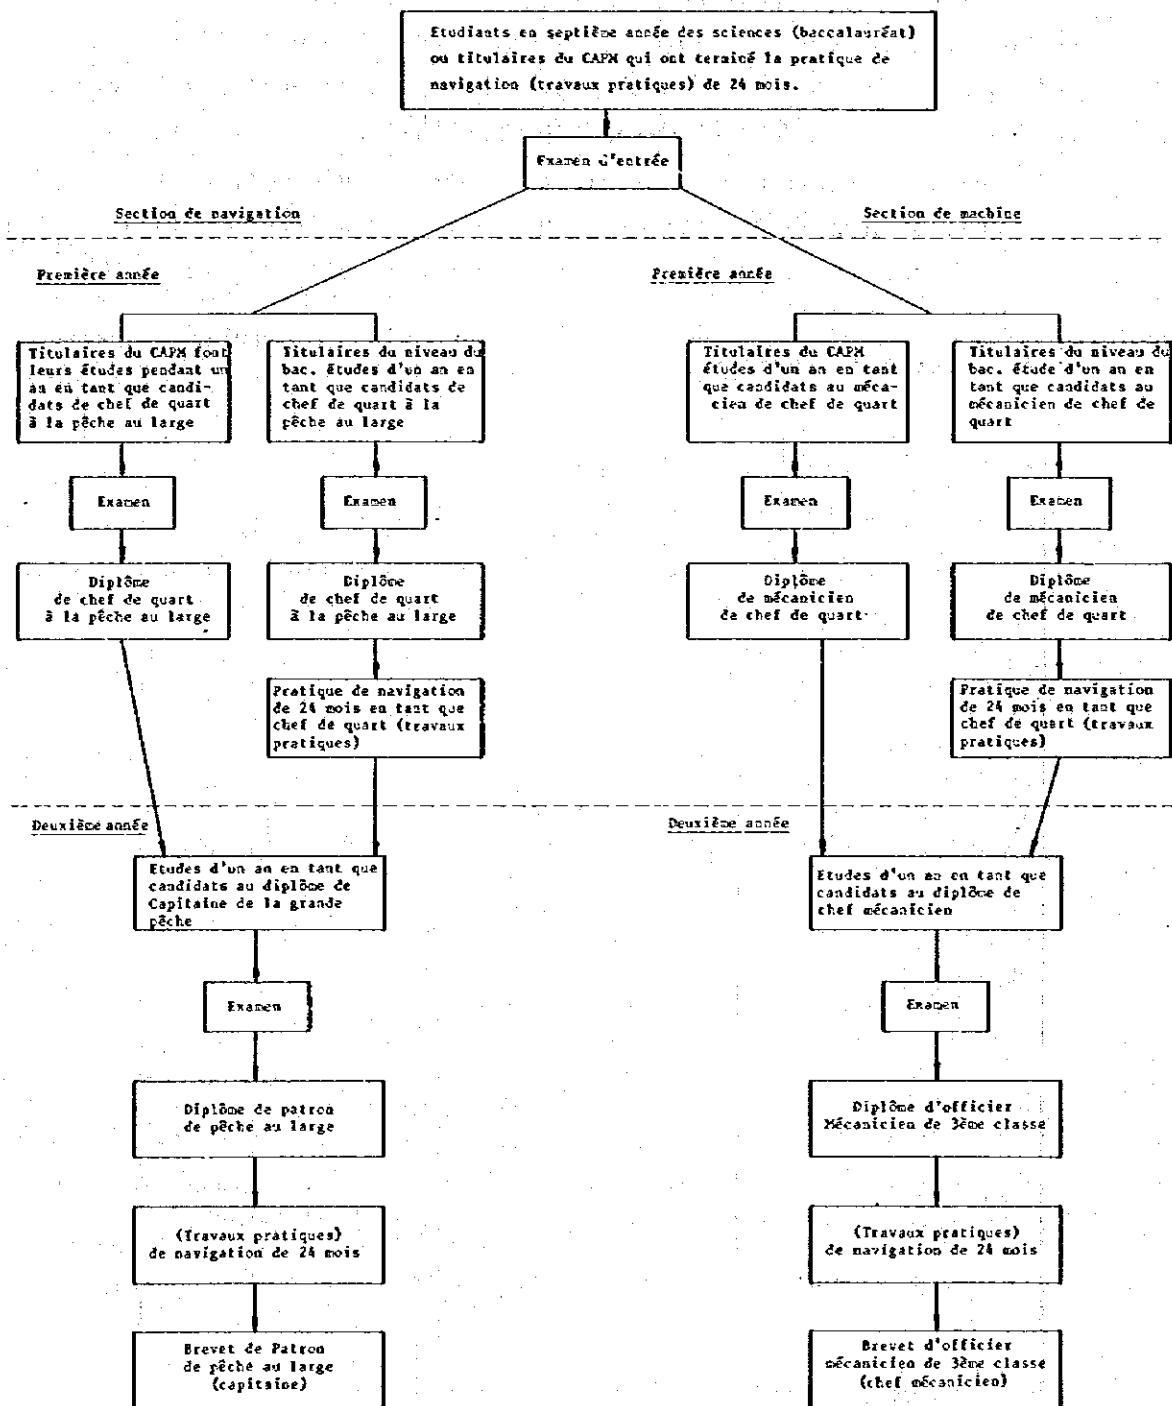 Etudiants en septième année des sciences (baccalauréat)
ou titulaires du CAPM qui ont terminé la pratique de
navigation (travaux pratiques) de 24 mois.
Examen d'entrée
Section de navigation
Section de machine
Première année
Première année
Titulaires du CAPM font
leurs études pendant un
an en tant que candi-
dats de chef de quart
à la pêche au large
Titulaires du niveau du
bac. études d'un an en
tant que candidats de
chef de quart à la
pêche au large
Titulaires du CAPM
études d'un an en tant
que candidats au méca-
cien de chef de quart
Titulaires du niveau du
bac. étude d'un an en
tant que candidats au
mécanicien de chef de
quart
Examen
Examen
Examen
Examen
Diplôme
de chef de quart
à la pêche au large
Diplôme
de chef de quart
à la pêche au large
Diplôme
de mécanicien
de chef de quart
Diplôme
de mécanicien
de chef de quart
Pratique de navigation
de 24 mois en tant que
chef de quart (travaux
pratiques)
Pratique de navigation
de 24 mois en tant que
chef de quart (travaux
pratiques)
Deuxième année
Deuxième année
Etudes d'un an en tant que
candidats au diplôme de
Capitaine de la grande
pêche
Etudes d'un an en tant que
candidats au diplôme de
chef mécanicien
Examen
Examen
Diplôme de patron
de pêche au large
Diplôme d'officier
Mécanicien de 3ème classe
(Travaux pratiques)
de navigation de 24 mois
(Travaux pratiques)
de navigation de 24 mois
Brevet de Patron
de pêche au large
(capitaine)
Brevet d'officier
mécanicien de 3ème classe
(chef mécanicien)